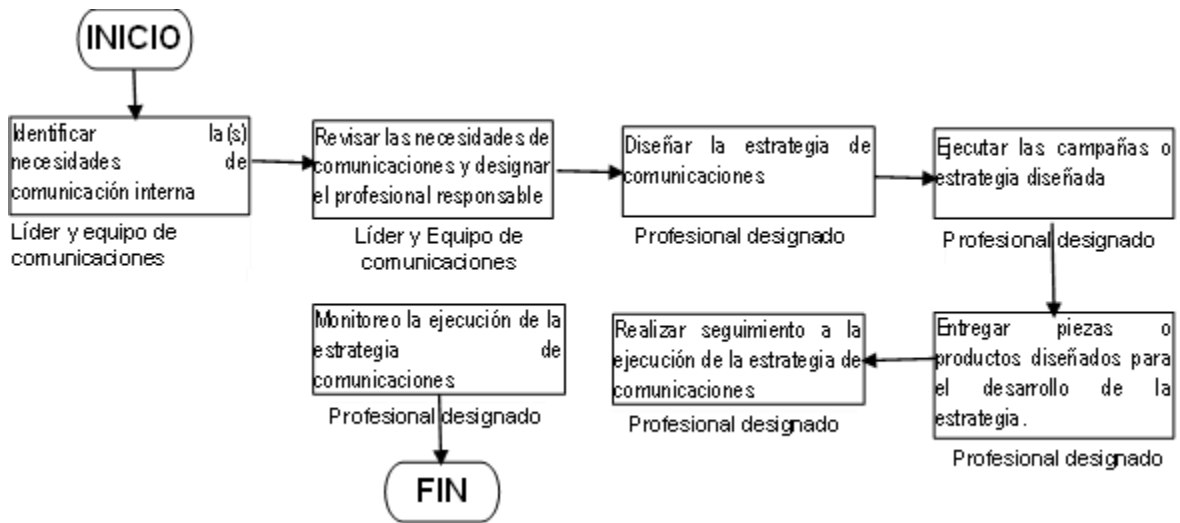 INICIO
Identificar la(s)
necesidades de
comunicación interna
Líder y equipo de
comunicaciones
Revisar las necesidades de
comunicaciones y designar
el profesional responsable
Líder y Equipo de
comunicaciones
Diseñar la estrategia de
comunicaciones
Profesional designado
Ejecutar las campañas o
estrategia diseñada
Profesional designado
Entregar piezas o
productos diseñados para
el desarrollo de la
estrategia.
Profesional designado
Realizar seguimiento a la
ejecución de la estrategia de
comunicaciones
Profesional designado
Monitoreo la ejecución de la
estrategia de
comunicaciones
Profesional designado
FIN